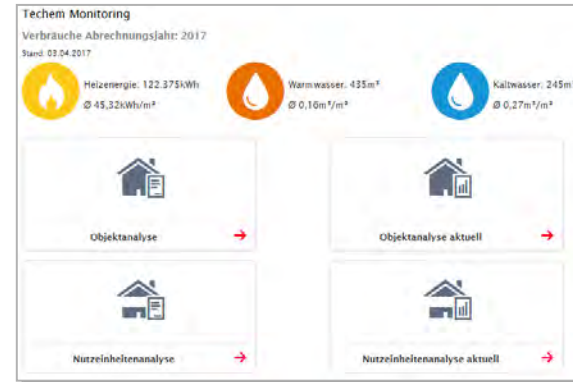 Techem Monitoring
Verbräuche Abrechnungsjahr: 2017
Stand: 03.04.2017
Heizenergie: 122.375kWh
Ø 45,32kWh/m²
Warmwasser: 435m³
Ø 0,16m³/m²
Kaltwasser: 245m
Ø 0,27m³/m²
Objektanalyse
Objektanalyse aktuell
Nutzeinheitenanalyse
Nutzeinheitenanalyse aktuell